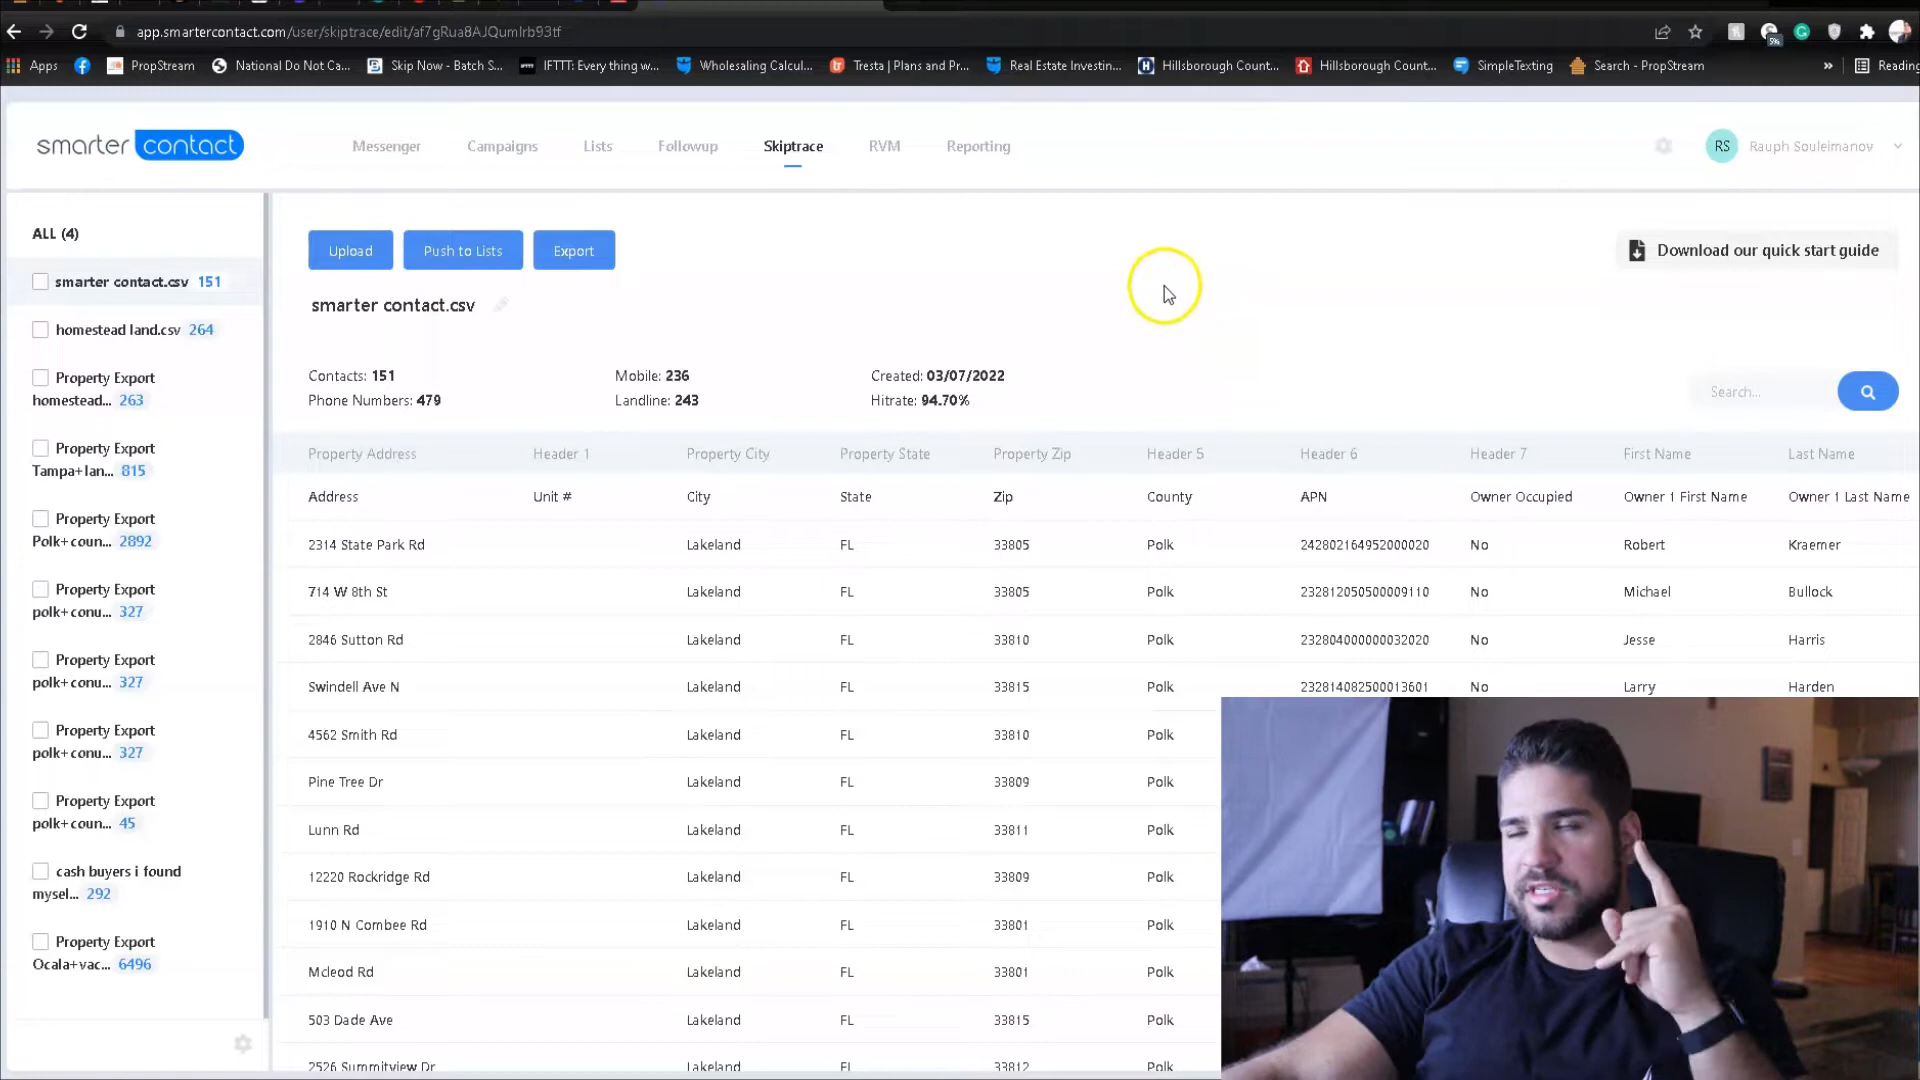 app.smartercontact.com/user/skiptrace/edit/af7gRua8AJQumIrb93tf
Apps PropStream National Do Not Ca... Skip Now - Batch S... IFTTT: Every thing w... Wholesaling Calcul... Tresta | Plans and Pr... Real Estate Investin... Hillsborough Count... Hillsborough Count... SimpleTexting Search - PropStream » Reading
smarter contact Messenger Campaigns Lists Followup Skiptrace RVM Reporting RS Rauph Souleimanov
ALL (4)
Upload Push to Lists Export Download our quick start guide
smarter contact.csv 151
smarter contact.csv
homestead land.csv 264
Property Export
homestead... 263
Contacts: 151 Mobile: 236 Created: 03/07/2022
Phone Numbers: 479 Landline: 243 Hitrate: 94.70%
Search...
Property Export
Tampa+lan... 815
Property Export
Polk+coun... 2892
Property Export
polk+conu... 327
Property Export
polk+conu... 327
Property Export
polk+conu... 327
Property Export
polk+coun... 45
cash buyers i found
mysel... 292
Property Export
Ocala+vac... 6496
Property Address Header 1 Property City Property State Property Zip Header 5 Header 6 Header 7 First Name Last Name
Address Unit # City State Zip County APN Owner Occupied Owner 1 First Name Owner 1 Last Name
2314 State Park Rd Lakeland FL 33805 Polk 242802164952000020 No Robert Kraemer
714 W 8th St Lakeland FL 33805 Polk 232812050500009110 No Michael Bullock
2846 Sutton Rd Lakeland FL 33810 Polk 232804000000032020 No Jesse Harris
Swindell Ave N Lakeland FL 33815 Polk 232814082500013601 No Larry Harden
4562 Smith Rd Lakeland FL 33810 Polk
Pine Tree Dr Lakeland FL 33809 Polk
Lunn Rd Lakeland FL 33811 Polk
12220 Rockridge Rd Lakeland FL 33809 Polk
1910 N Combee Rd Lakeland FL 33801 Polk
Mcleod Rd Lakeland FL 33801 Polk
503 Dade Ave Lakeland FL 33815 Polk
2526 Summitview Dr Lakeland FL 33812 Polk